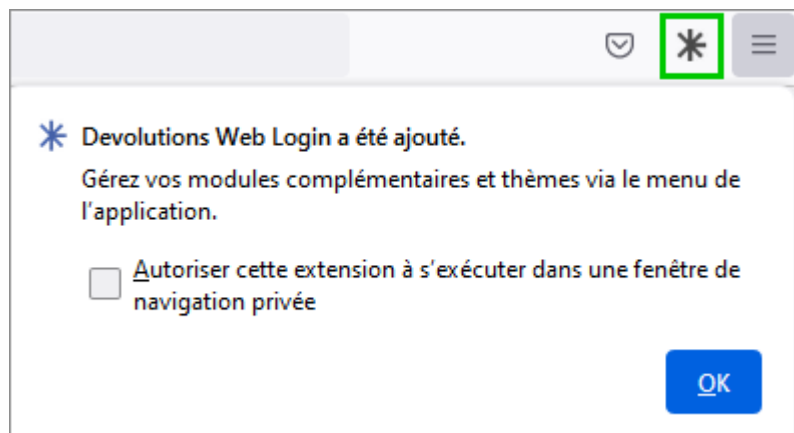 Devolutions Web Login a été ajouté.
Gérez vos modules complémentaires et thèmes via le menu de
l'application.
Autoriser cette extension à s'exécuter dans une fenêtre de
navigation privée
OK